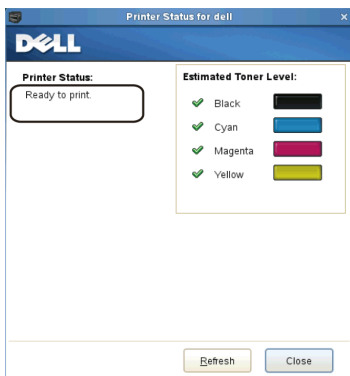 Printer Status for dell
DELL
Printer Status:
Ready to print.
Estimated Toner Level:
Black
Cyan
Magenta
Yellow
Refresh
Close